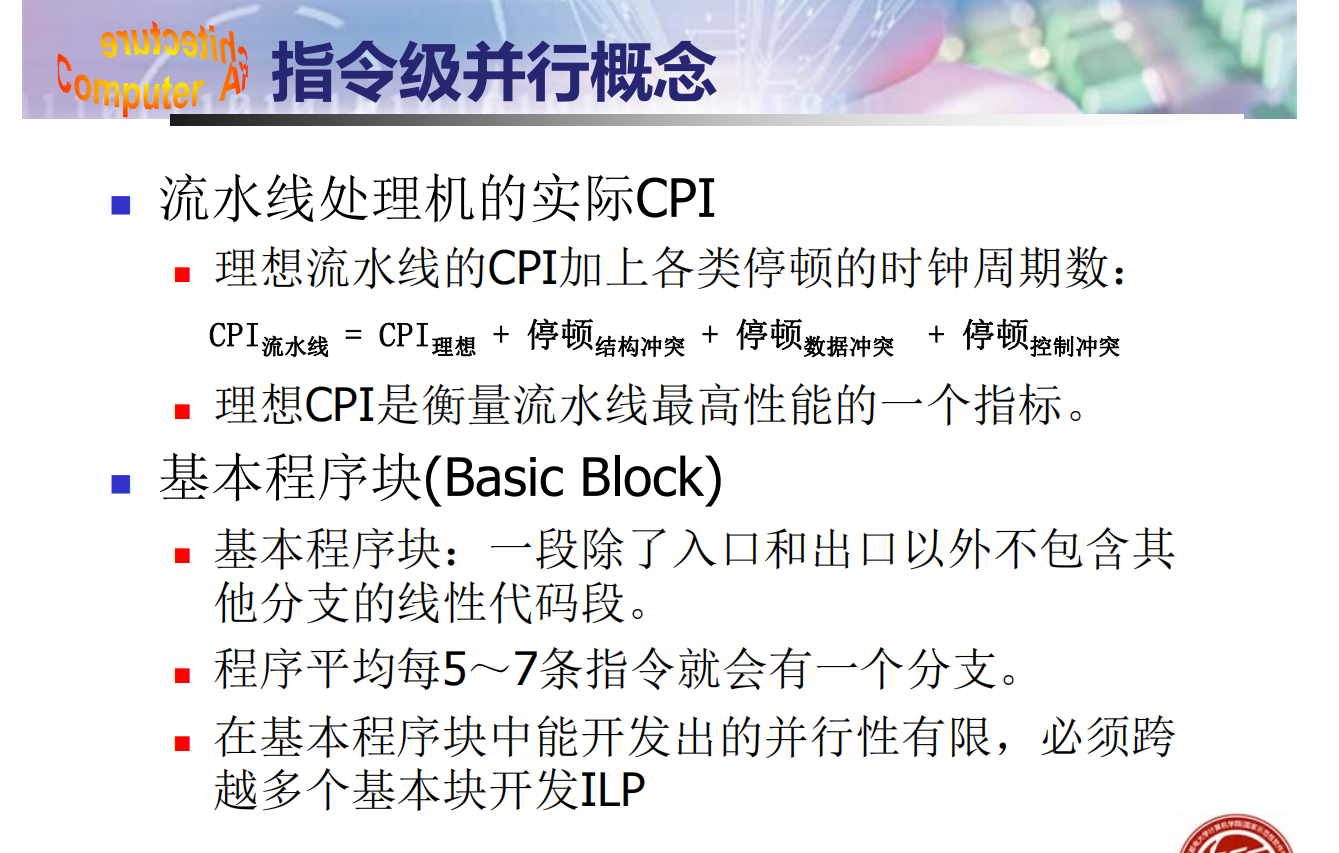 Computer Architecture
指令级并行概念
流水线处理机的实际CPI
理想流水线的CPI加上各类停顿的时钟周期数：
CPI流水线 = CPI理想 + 停顿结构冲突 + 停顿数据冲突 + 停顿控制冲突
理想CPI是衡量流水线最高性能的一个指标。
基本程序块(Basic Block)
基本程序块：一段除了入口和出口以外不包含其
他分支的线性代码段。
程序平均每5～7条指令就会有一个分支。
在基本程序块中能开发出的并行性有限，必须跨
越多个基本块开发ILP